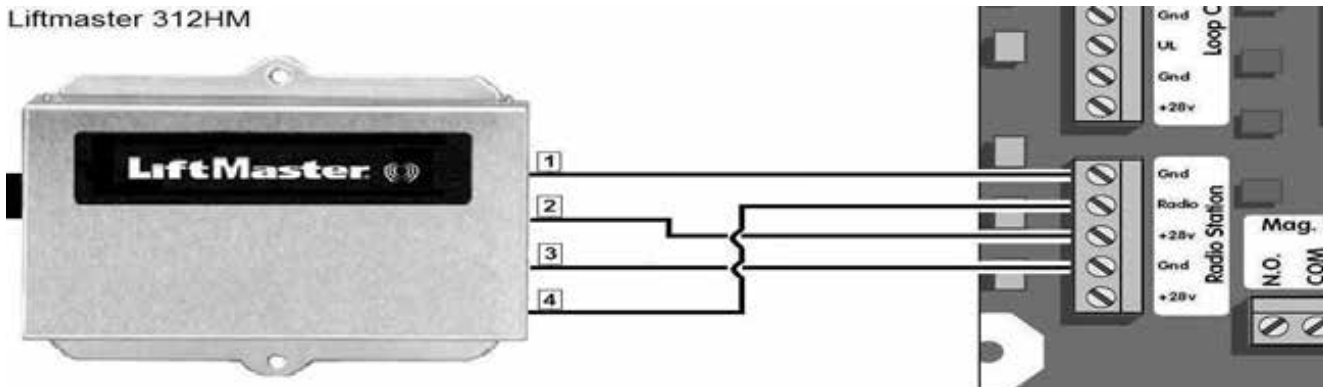 Liftmaster 312HM
LiftMaster
1
2
3
4
Gnd
UL
Gnd
+28v
Loop
Gnd
Radio
+28v
Gnd
+28v
Radio Station
Mag.
N.O.
COM